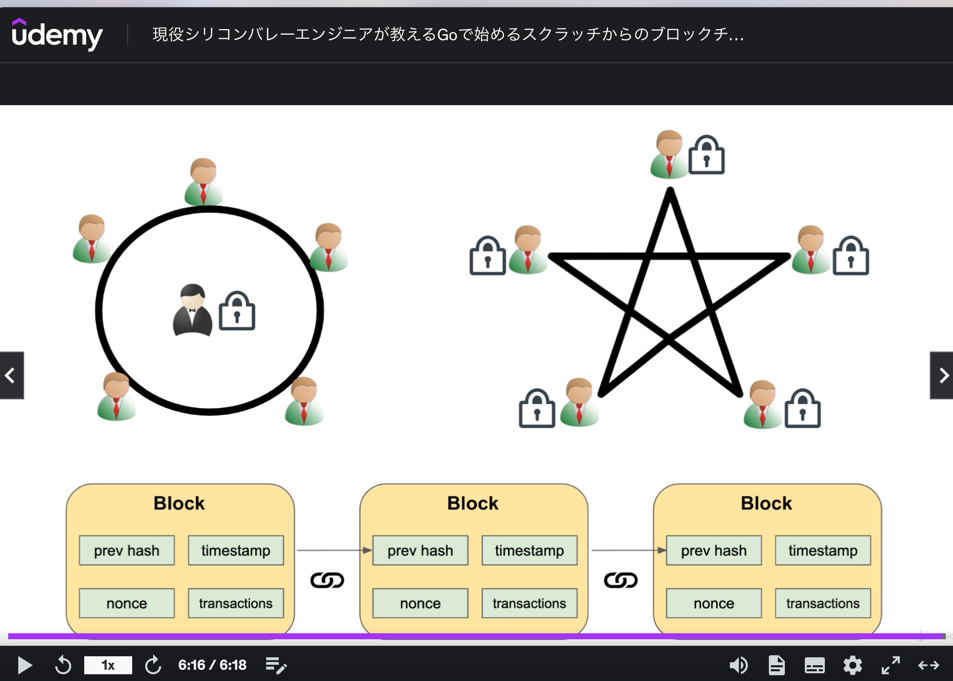 udemy
現役シリコンバレーエンジニアが教えるGoで始めるスクラッチからのブロックチ...
Block
prev hash
timestamp
nonce
transactions
Block
prev hash
timestamp
nonce
transactions
Block
prev hash
timestamp
nonce
transactions
1x
6:16 / 6:18